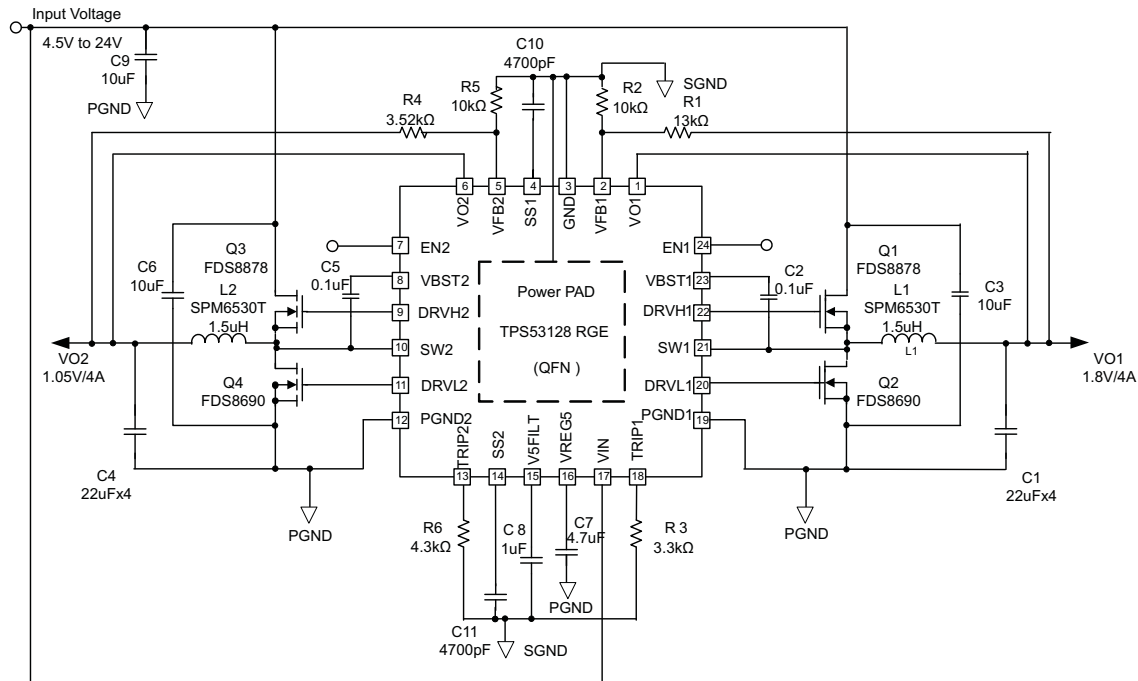 Input Voltage
4.5V to 24V
C9
10uF
PGND
C10
4700pF
SGND
R5
10kΩ
R2
10kΩ
R4
3.52kΩ
R1
13kΩ
6
5
4
3
2
1
VO2
VFB2
SS1
GND
VFB1
VO1
7
EN2
EN1
24
Q3
FDS8878
C6
10uF
L2
SPM6530T
1.5uH
C5
0.1uF
8
VBST2
VBST1
23
C2
0.1uF
Q1
FDS8878
L1
SPM6530T
1.5uH
L1
C3
10uF
Power PAD
TPS53128 RGE
(QFN )
9
DRVH2
DRVH1
22
10
SW2
SW1
21
VO2
1.05V/4A
VO1
1.8V/4A
Q4
FDS8690
11
DRVL2
DRVL1
20
Q2
FDS8690
12
PGND2
PGND1
19
TRIP2
SS2
V5FILT
VREG5
VIN
TRIP1
13
14
15
16
17
18
C4
22uFx4
C1
22uFx4
PGND
PGND
R6
4.3kΩ
C 8
1uF
C7
4.7uF
R 3
3.3kΩ
PGND
C11
4700pF
SGND